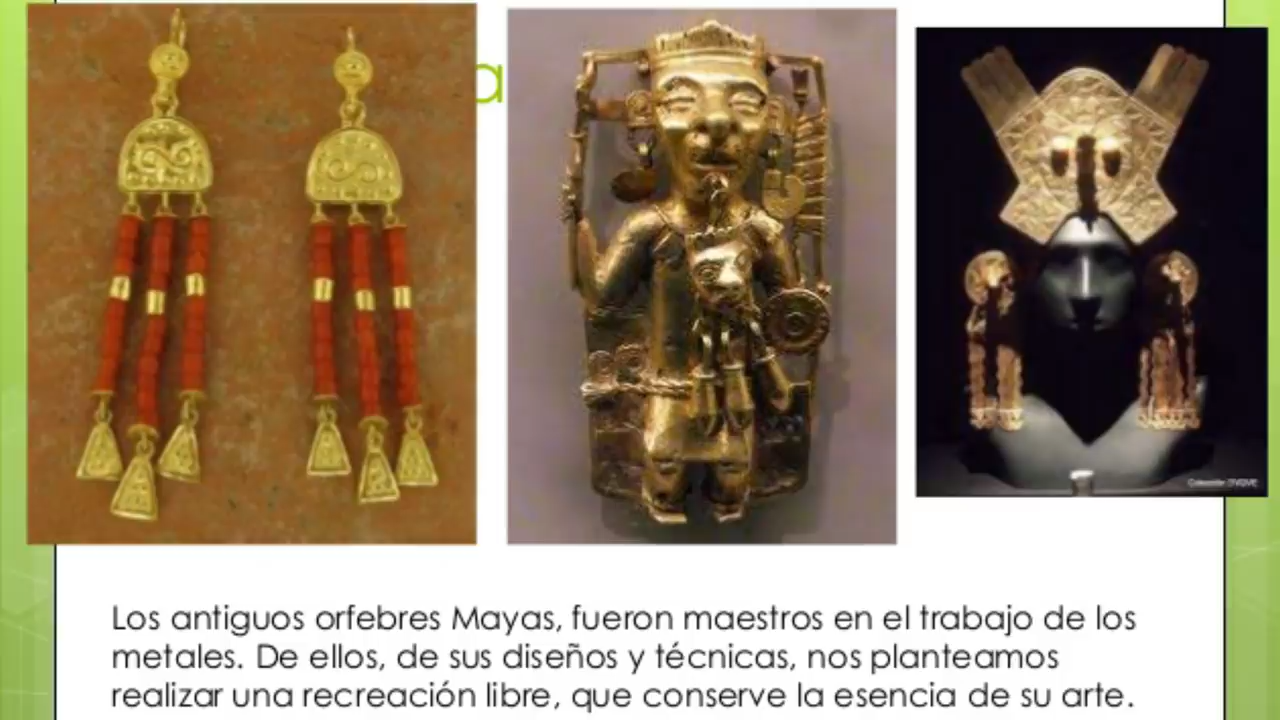 a
Colección
Los antiguos orfebres Mayas, fueron maestros en el trabajo de los
metales. De ellos, de sus diseños y técnicas, nos planteamos
realizar una recreación libre, que conserve la esencia de su arte.